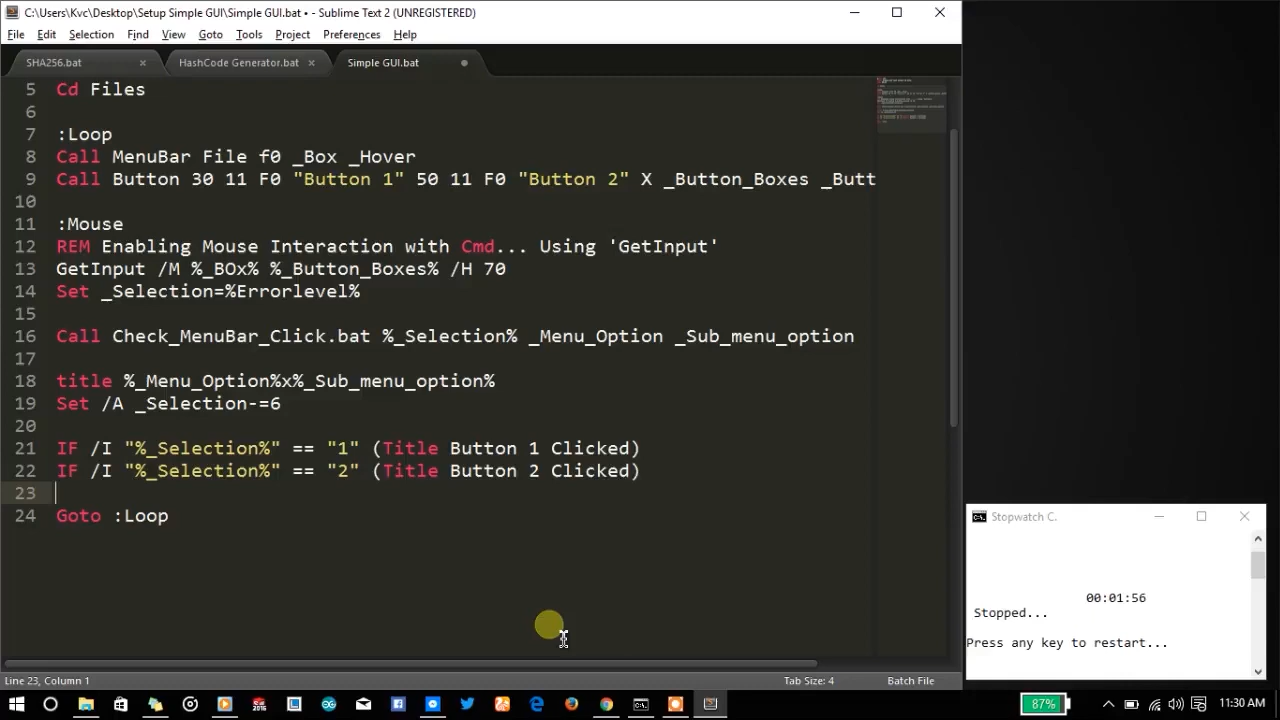 C:\Users\Kvc\Desktop\Setup Simple GUI\Simple GUI.bat • - Sublime Text 2 (UNREGISTERED)
File Edit Selection Find View Goto Tools Project Preferences Help
SHA256.bat × HashCode Generator.bat × Simple GUI.bat
5 Cd Files
6
7 :Loop
8 Call MenuBar File f0 _Box _Hover
9 Call Button 30 11 F0 "Button 1" 50 11 F0 "Button 2" X _Button_Boxes _Butt
10
11 :Mouse
12 REM Enabling Mouse Interaction with Cmd... Using 'GetInput'
13 GetInput /M %_BOx% %_Button_Boxes% /H 70
14 Set _Selection=%Errorlevel%
15
16 Call Check_MenuBar_Click.bat %_Selection% _Menu_Option _Sub_menu_option
17
18 title %_Menu_Option%x%_Sub_menu_option%
19 Set /A _Selection-=6
20
21 IF /I "%_Selection%" == "1" (Title Button 1 Clicked)
22 IF /I "%_Selection%" == "2" (Title Button 2 Clicked)
23
24 Goto :Loop
Stopwatch C.
00:01:56
Stopped...
Press any key to restart...
Line 23, Column 1 Tab Size: 4 Batch File
87% 11:30 AM